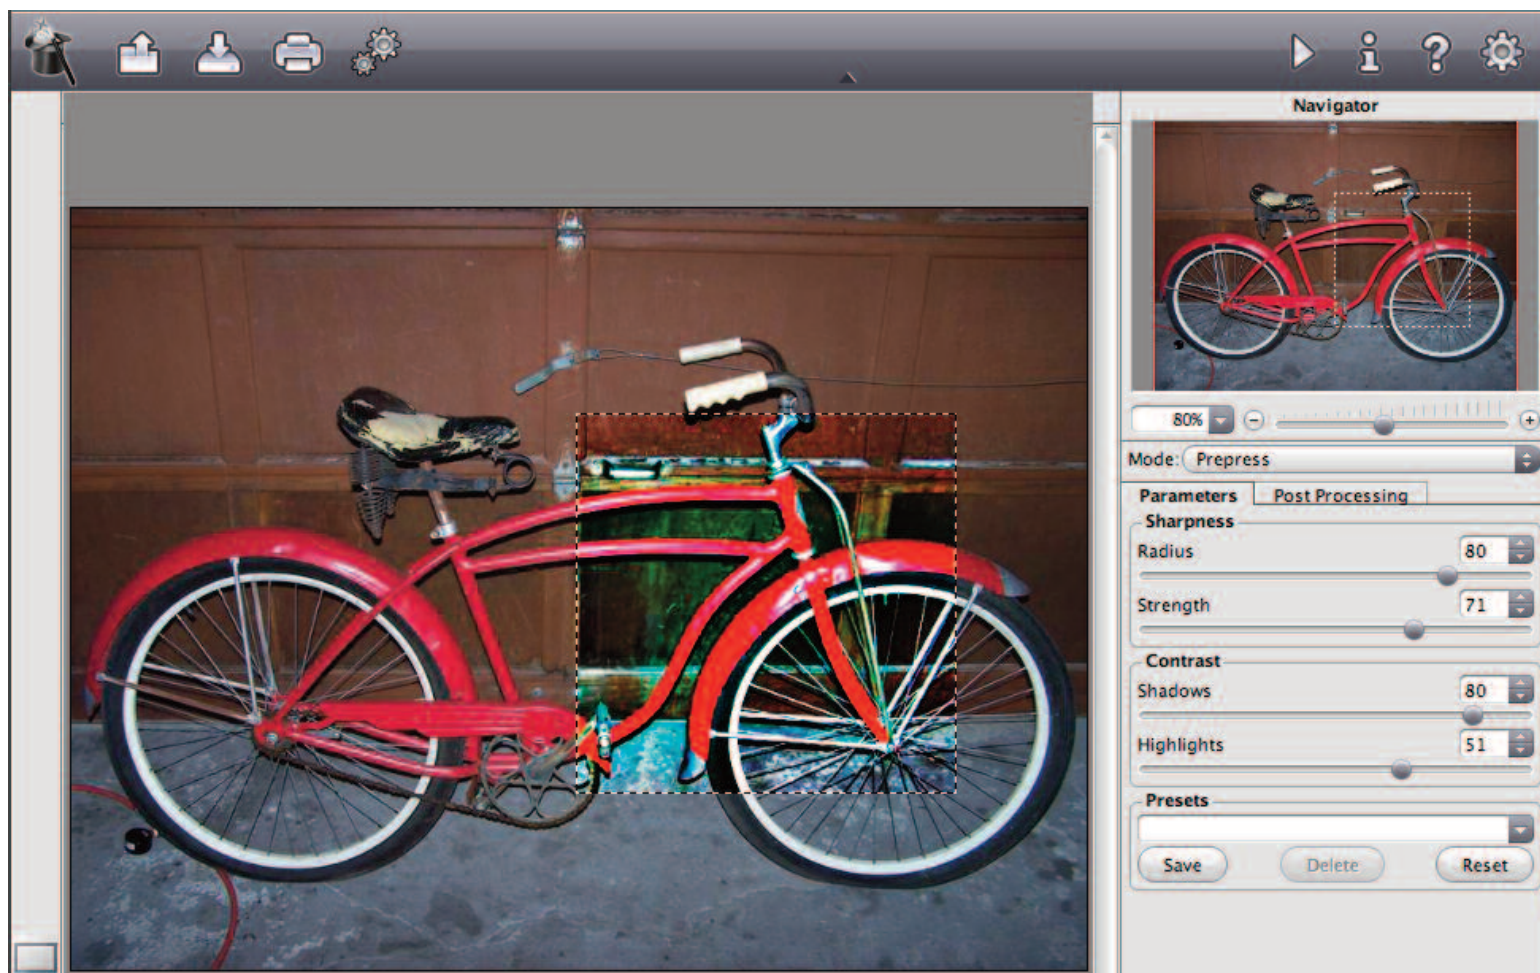 Navigator
80%
Mode: Prepress
Parameters Post Processing
Sharpness
Radius 80
Strength 71
Contrast
Shadows 80
Highlights 51
Presets
Save Delete Reset